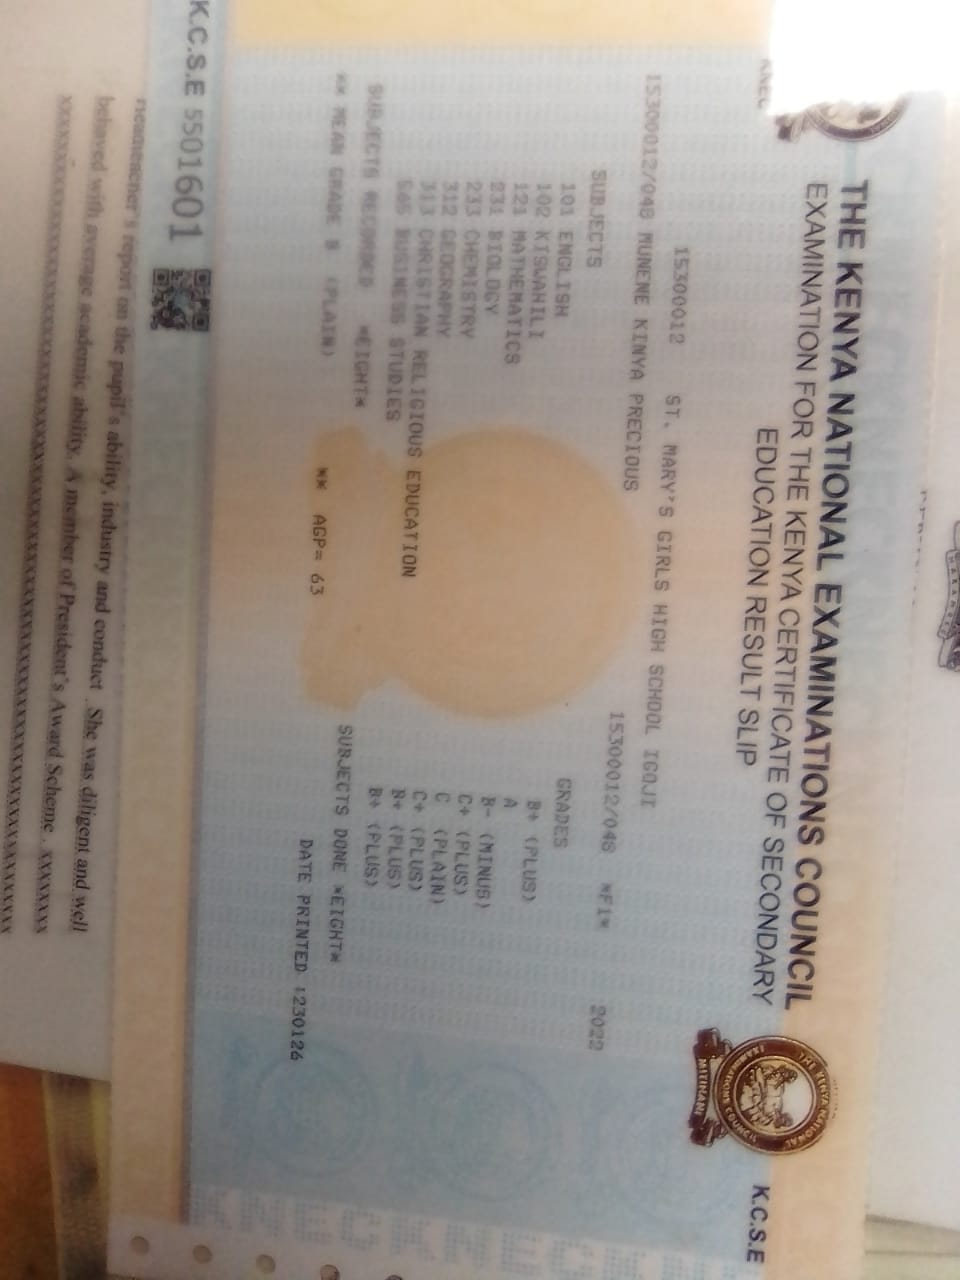 THE KENYA NATIONAL EXAMINATIONS COUNCIL
EXAMINATION FOR THE KENYA CERTIFICATE OF SECONDARY
EDUCATION RESULT SLIP
K.C.S.E
THE KENYA NATIONAL EXAMINATIONS COUNCIL
MITIHANI
15300012 ST. MARY'S GIRLS HIGH SCHOOL IGOJI
15300012/048 MUNENE KINYA PRECIOUS 15300012/048 *F1* 2022
SUBJECTS GRADES
101 ENGLISH B+ (PLUS)
102 KISWAHILI A
121 MATHEMATICS B- (MINUS)
231 BIOLOGY C+ (PLUS)
233 CHEMISTRY C (PLAIN)
312 GEOGRAPHY C+ (PLUS)
313 CHRISTIAN RELIGIOUS EDUCATION B+ (PLUS)
565 BUSINESS STUDIES B+ (PLUS)
SUBJECTS RECORDED *EIGHT* SUBJECTS DONE *EIGHT*
** MEAN GRADE B (PLAIN) ** AGP= 63
DATE PRINTED 1230126
K.C.S.E 5501601
report on the pupil's ability, industry and conduct She was diligent and well
behaved with average academic ability. A member of President's Award Scheme . xxxxxxx